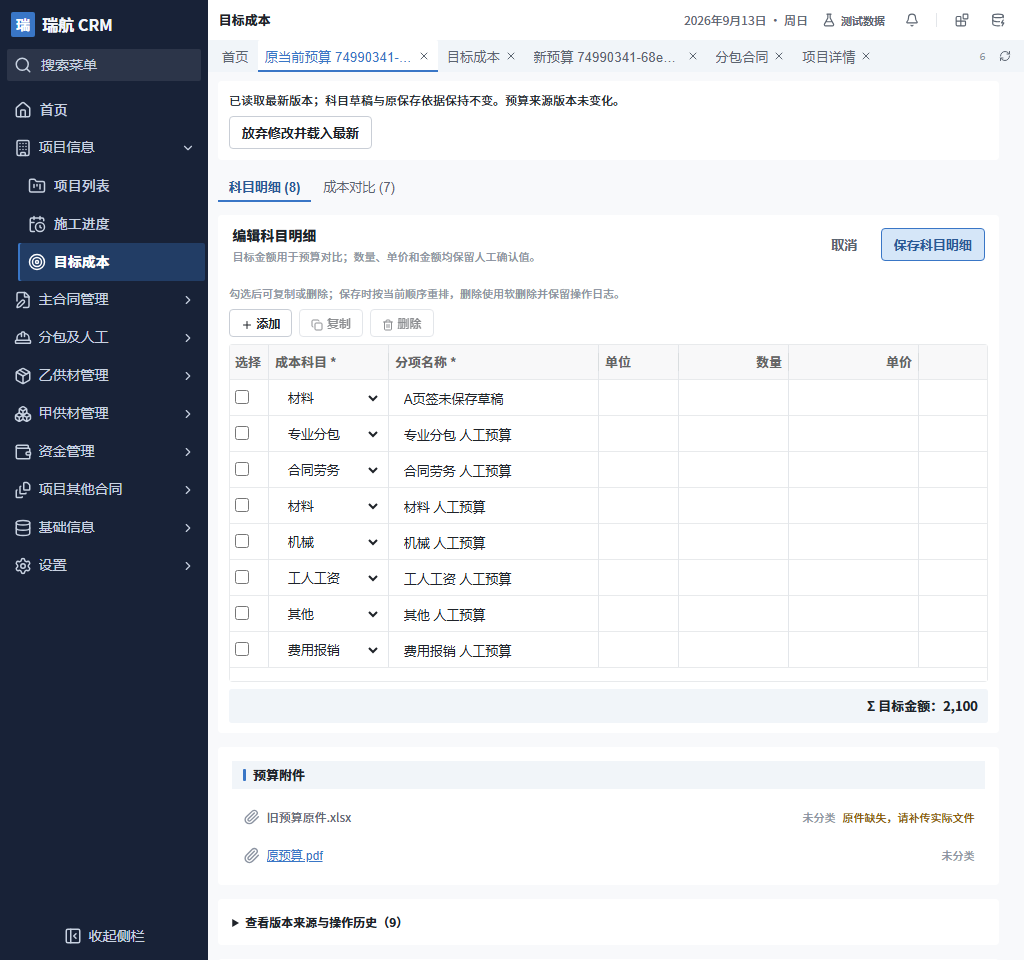 瑞 瑞航 CRM
搜索菜单
首页
项目信息
项目列表
施工进度
目标成本
主合同管理
分包及人工
乙供材管理
甲供材管理
资金管理
项目其他合同
基础信息
设置
收起侧栏
目标成本
2026年9月13日 · 周日 测试数据
首页 原当前预算 74990341-... × 目标成本 × 新预算 74990341-68e... × 分包合同 × 项目详情 × 6
已读取最新版本；科目草稿与原保存依据保持不变。预算来源版本未变化。
放弃修改并载入最新
科目明细 (8) 成本对比 (7)
编辑科目明细
目标金额用于预算对比；数量、单价和金额均保留人工确认值。
取消 保存科目明细
勾选后可复制或删除；保存时按当前顺序重排，删除使用软删除并保留操作日志。
+ 添加 复制 删除
选择 成本科目 * 分项名称 * 单位 数量 单价
材料 A页签未保存草稿
专业分包 专业分包 人工预算
合同劳务 合同劳务 人工预算
材料 材料 人工预算
机械 机械 人工预算
工人工资 工人工资 人工预算
其他 其他 人工预算
费用报销 费用报销 人工预算
Σ 目标金额：2,100
预算附件
旧预算原件.xlsx 未分类 原件缺失，请补传实际文件
原预算.pdf 未分类
▶ 查看版本来源与操作历史（9）